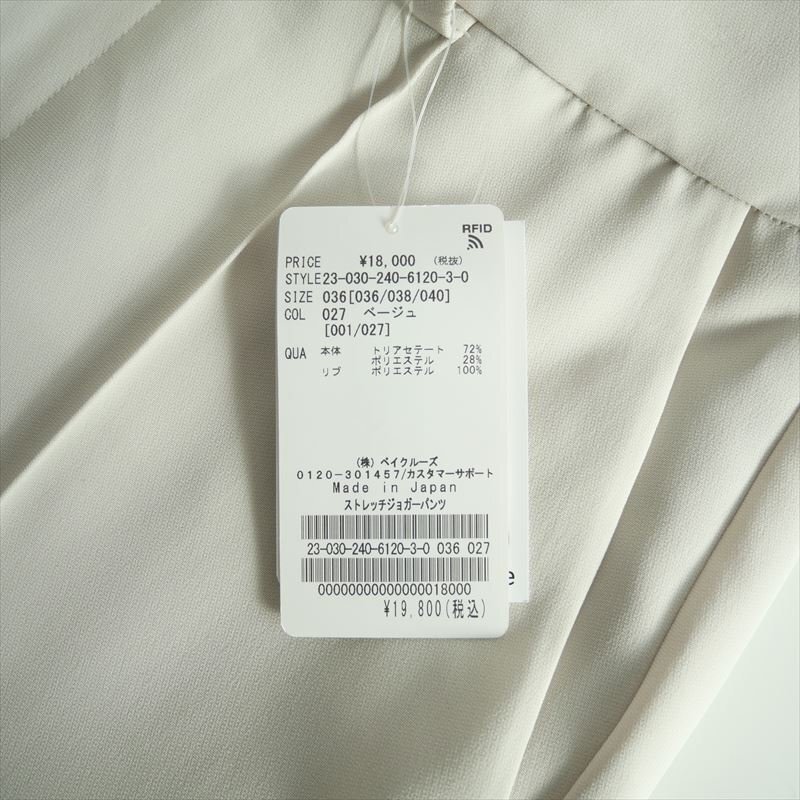 RFID
PRICE ¥18,000 (税抜)
STYLE23-030-240-6120-3-0
SIZE 036[036/038/040]
COL 027 ベージュ
[001/027]
QUA 本体 トリアセテート 72%
ポリエステル 28%
リブ ポリエステル 100%
(株)ベイクルーズ
0120-301457/カスタマーサポート
Made in Japan
ストレッチジョガーパンツ
23-030-240-6120-3-0 036 027
00000000000000018000
¥19,800(税込)
e